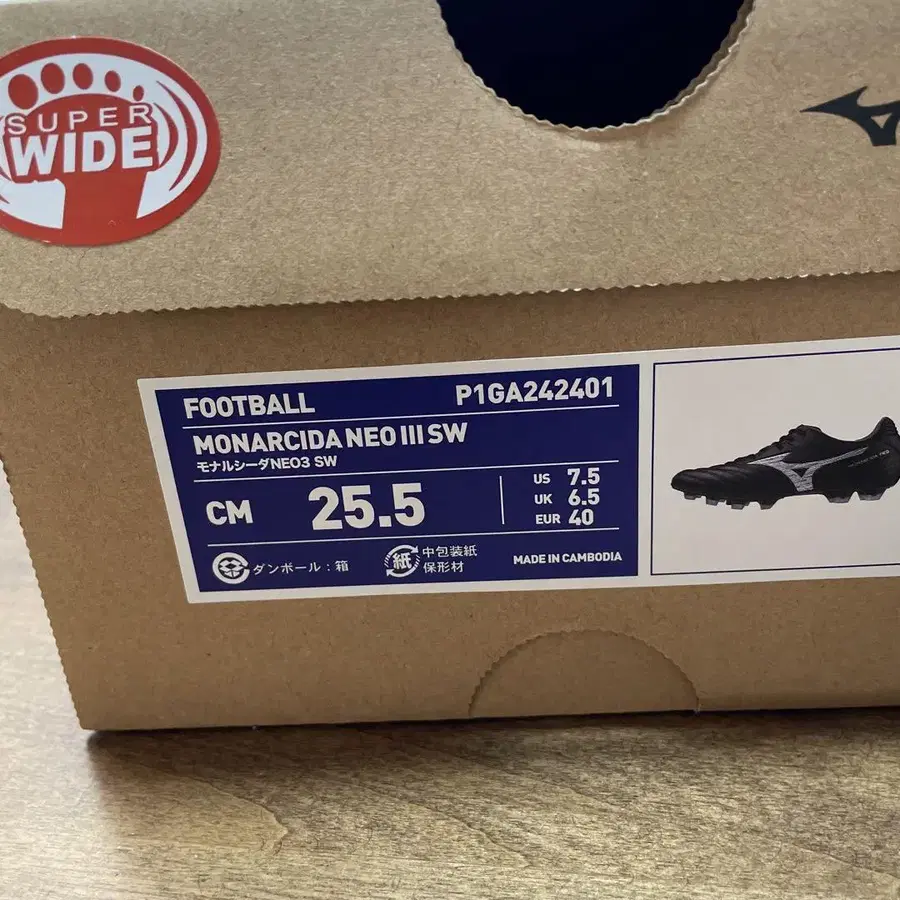 SUPER
WIDE
FOOTBALL
P1GA242401
MONARCIDA NEO III SW
モナルシーダNEO3 SW
CM 25.5
US 7.5
UK 6.5
EUR 40
ダンボール：箱
紙 中包装紙
保形材
MADE IN CAMBODIA